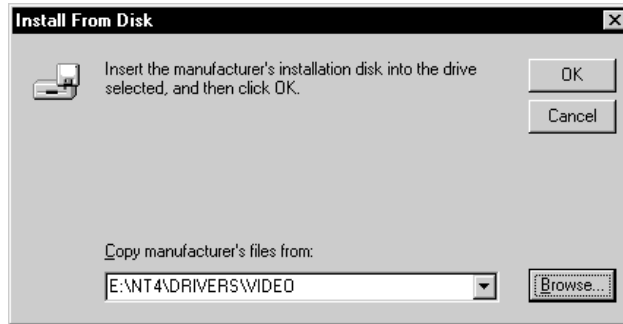 Install From Disk
Insert the manufacturer's installation disk into the drive
selected, and then click OK.
OK
Cancel
Copy manufacturer's files from:
E:\NT4\DRIVERS\VIDEO
Browse...